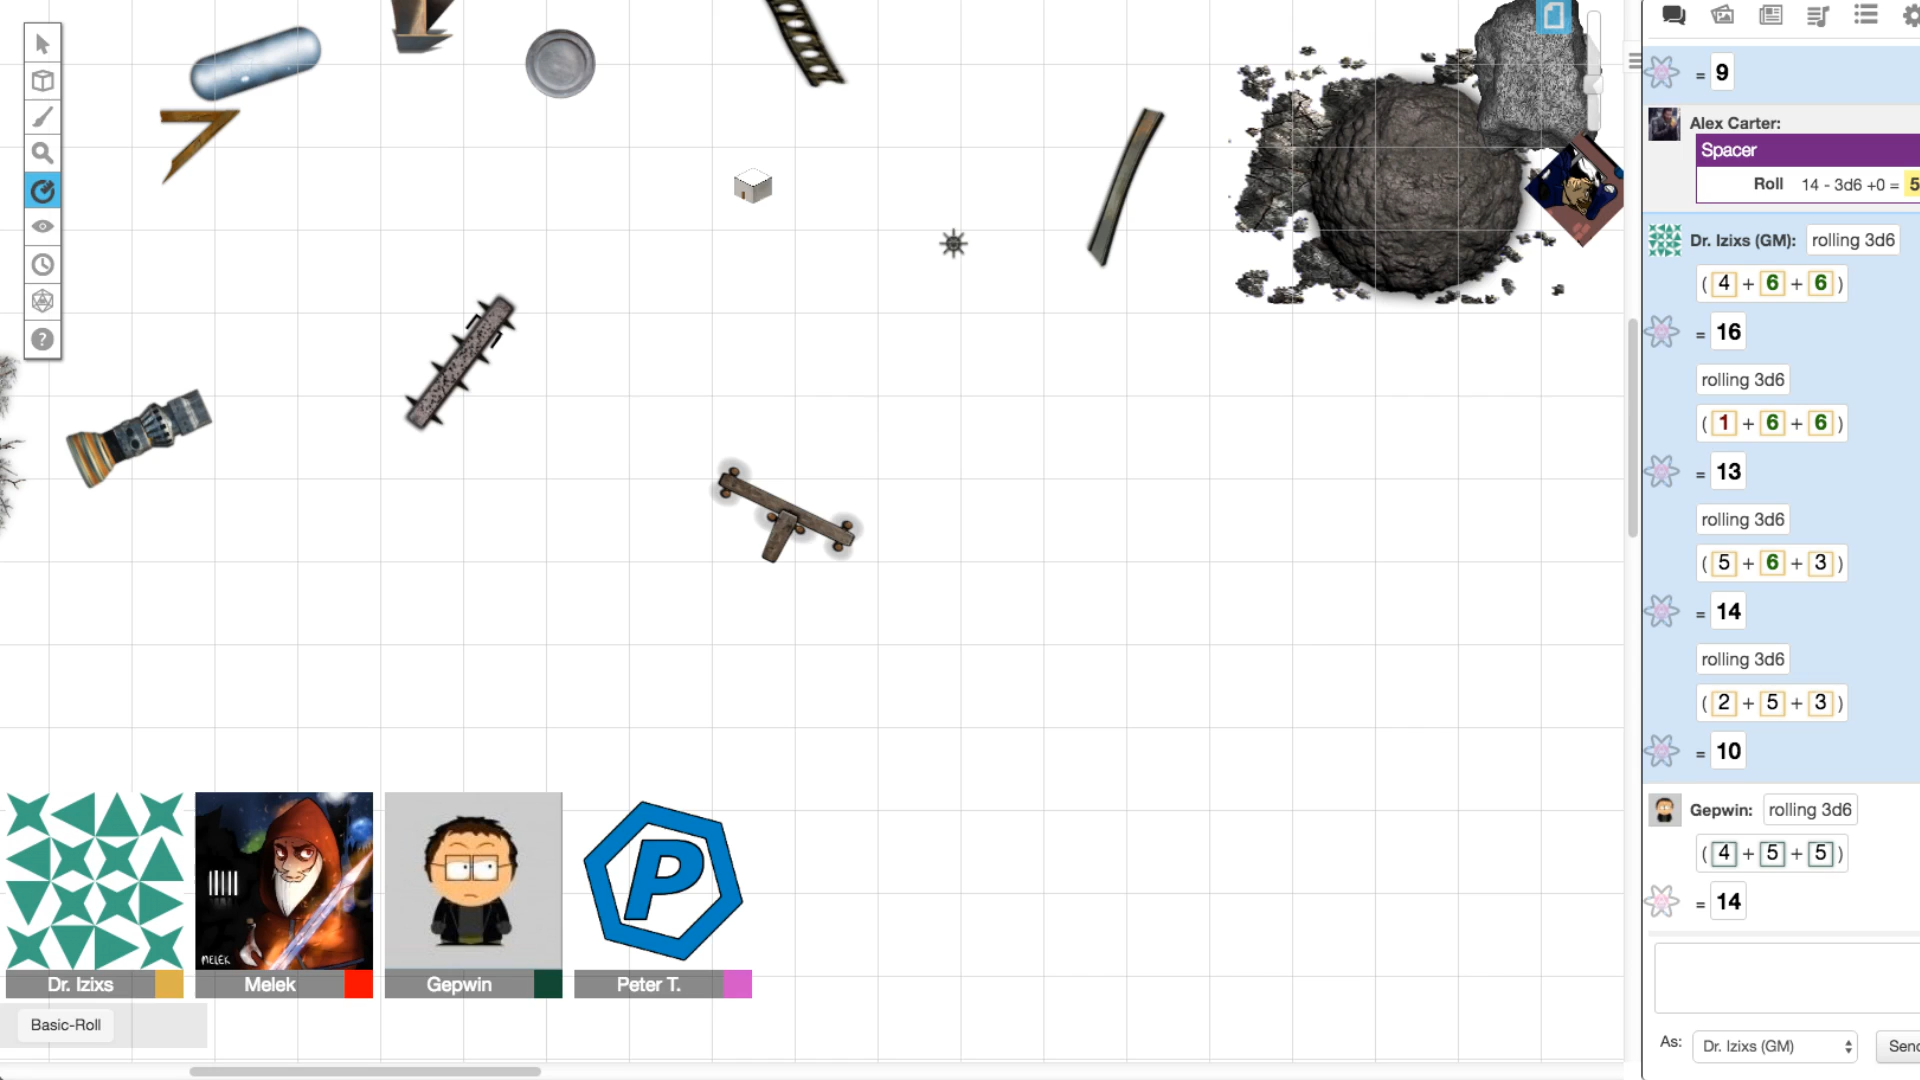 = 9
Alex Carter:
Spacer
Roll 14 - 3d6 +0 = 5
Dr. Izixs (GM): rolling 3d6
( 4 + 6 + 6 )
= 16
rolling 3d6
( 1 + 6 + 6 )
= 13
rolling 3d6
( 5 + 6 + 3 )
= 14
rolling 3d6
( 2 + 5 + 3 )
= 10
Gepwin: rolling 3d6
( 4 + 5 + 5 )
= 14
MELEK
P
Dr. Izixs
Melek
Gepwin
Peter T.
Basic-Roll
As: Dr. Izixs (GM) Send
?